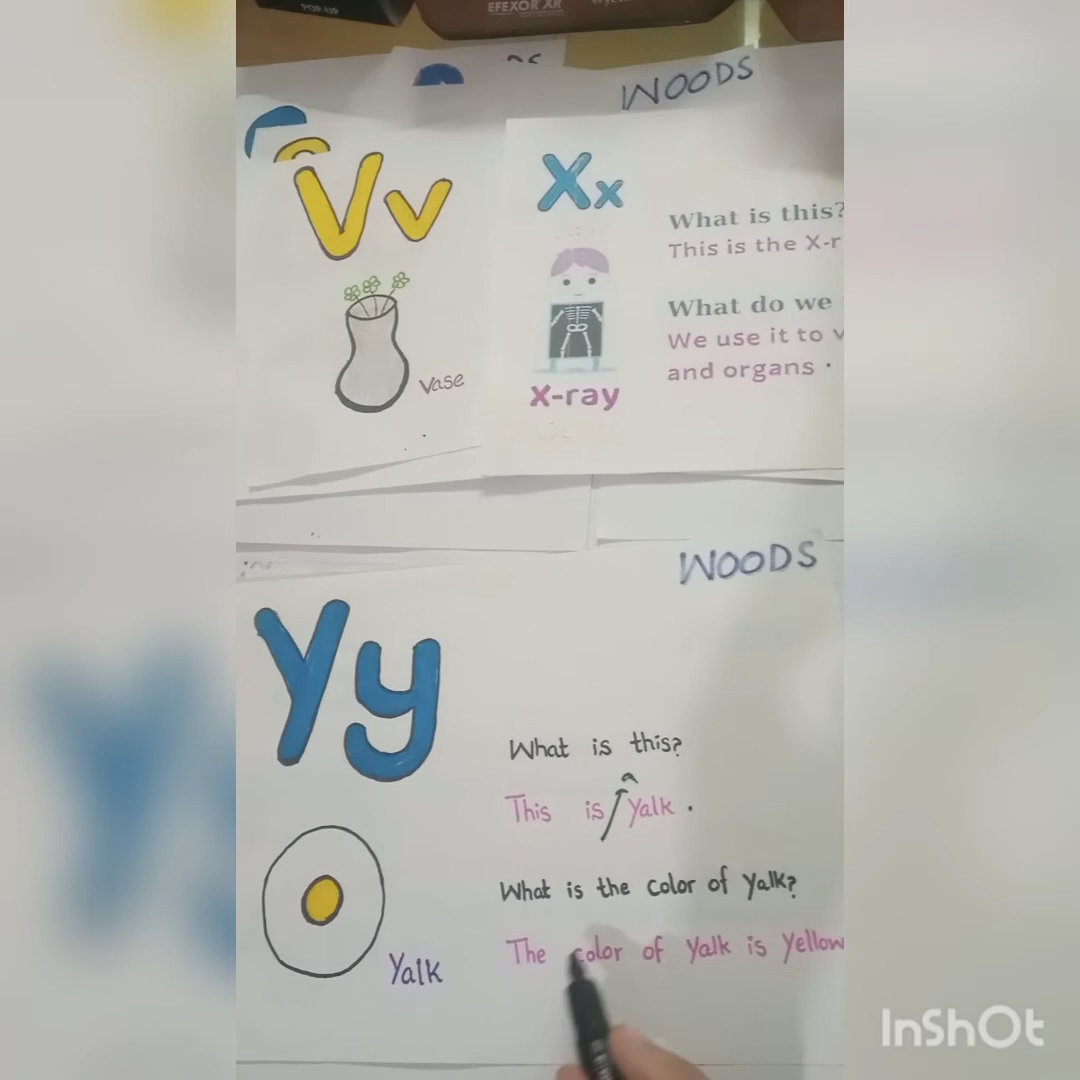 POP UP
EFEXOR XR
WOODS
Vv
Vase
Xx
X-ray
What is this?
This is the X-r
What do we
We use it to v
and organs .
WOODS
Yy
Yalk
What is this?
a
This is Yalk .
What is the color of yalk?
The color of Yalk is Yellow
InShOt